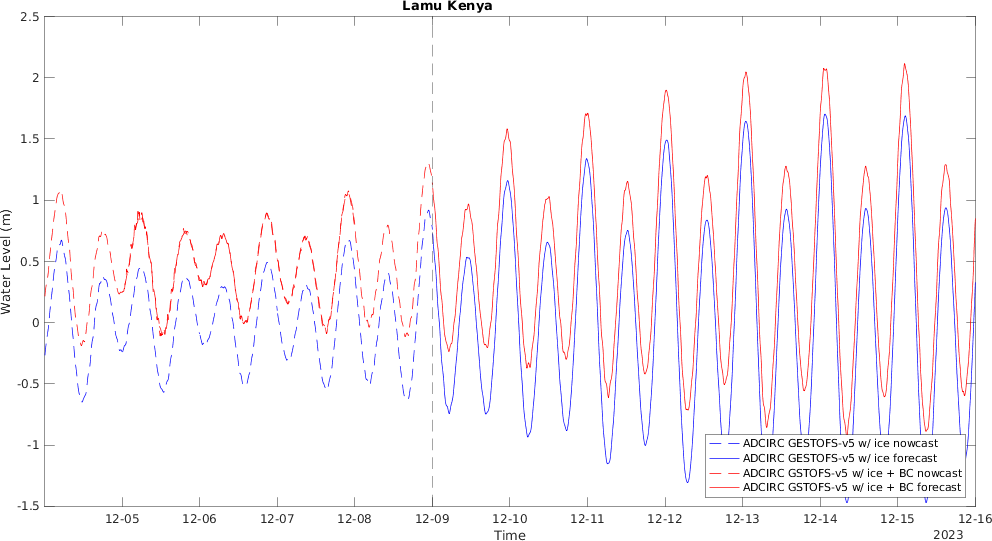 Lamu Kenya
Water Level (m)
2.5
2
1.5
1
0.5
0
-0.5
-1
-1.5
ADCIRC GESTOFS-v5 w/ ice nowcast
ADCIRC GESTOFS-v5 w/ ice forecast
ADCIRC GSTOFS-v5 w/ ice + BC nowcast
ADCIRC GSTOFS-v5 w/ ice + BC forecast
12-05 12-06 12-07 12-08 12-09 12-10 12-11 12-12 12-13 12-14 12-15 12-16
Time
2023